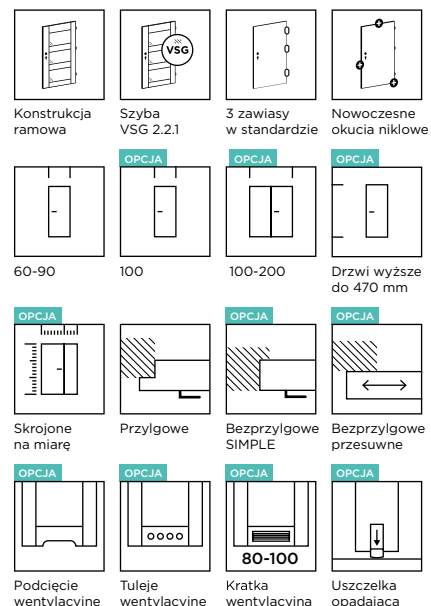 VSG
Konstrukcja
ramowa
Szyba
VSG 2.2.1
3 zawiasy
w standardzie
Nowoczesne
okucia niklowe
OPCJA
OPCJA
OPCJA
60-90
100
100-200
Drzwi wyższe
do 470 mm
OPCJA
OPCJA
OPCJA
Skrojone
na miarę
Przylgowe
Bezprzylgowe
SIMPLE
Bezprzylgowe
przesuwne
OPCJA
OPCJA
OPCJA
OPCJA
80-100
Podcięcie
wentylacyjne
Tuleje
wentylacyjne
Kratka
wentylacyjna
Uszczelka
opadająca